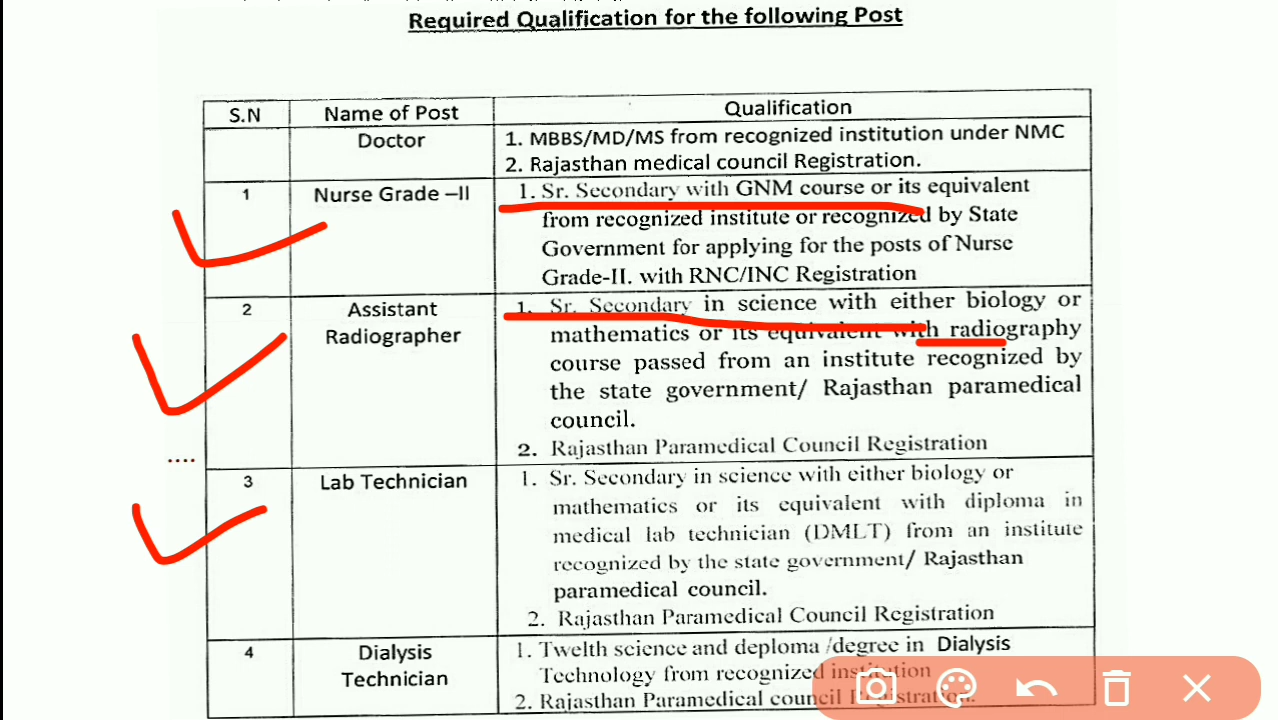 Required Qualification for the following Post
S.N Name of Post Qualification
Doctor 1. MBBS/MD/MS from recognized institution under NMC
2. Rajasthan medical council Registration.
1 Nurse Grade –II 1. Sr. Secondary with GNM course or its equivalent
from recognized institute or recognized by State
Government for applying for the posts of Nurse
Grade-II. with RNC/INC Registration
2 Assistant 1. Sr. Secondary in science with either biology or
Radiographer mathematics or its equivalent with radiography
course passed from an institute recognized by
the state government/ Rajasthan paramedical
council.
2. Rajasthan Paramedical Council Registration
....
3 Lab Technician 1. Sr. Secondary in science with either biology or
mathematics or its equivalent with diploma in
medical lab technician (DMLT) from an institute
recognized by the state government/ Rajasthan
paramedical council.
2. Rajasthan Paramedical Council Registration
4 Dialysis 1. Twelth science and deploma /degree in Dialysis
Technician Technology from recognized institution
2. Rajasthan Paramedical council Registration.